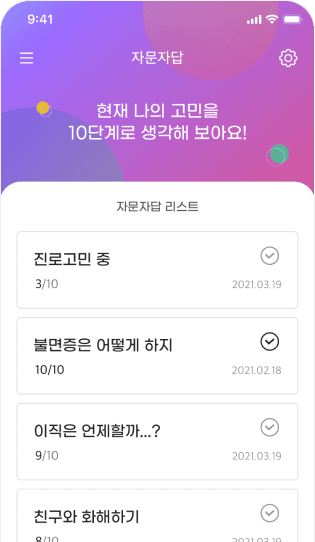 9:41
자문자답
현재 나의 고민을
10단계로 생각해 보아요!
자문자답 리스트
진로고민 중
3/10
2021.03.19
불면증은 어떻게 하지
10/10
2021.02.18
이직은 언제할까...?
9/10
2021.03.19
친구와 화해하기
8/10
2021.03.19